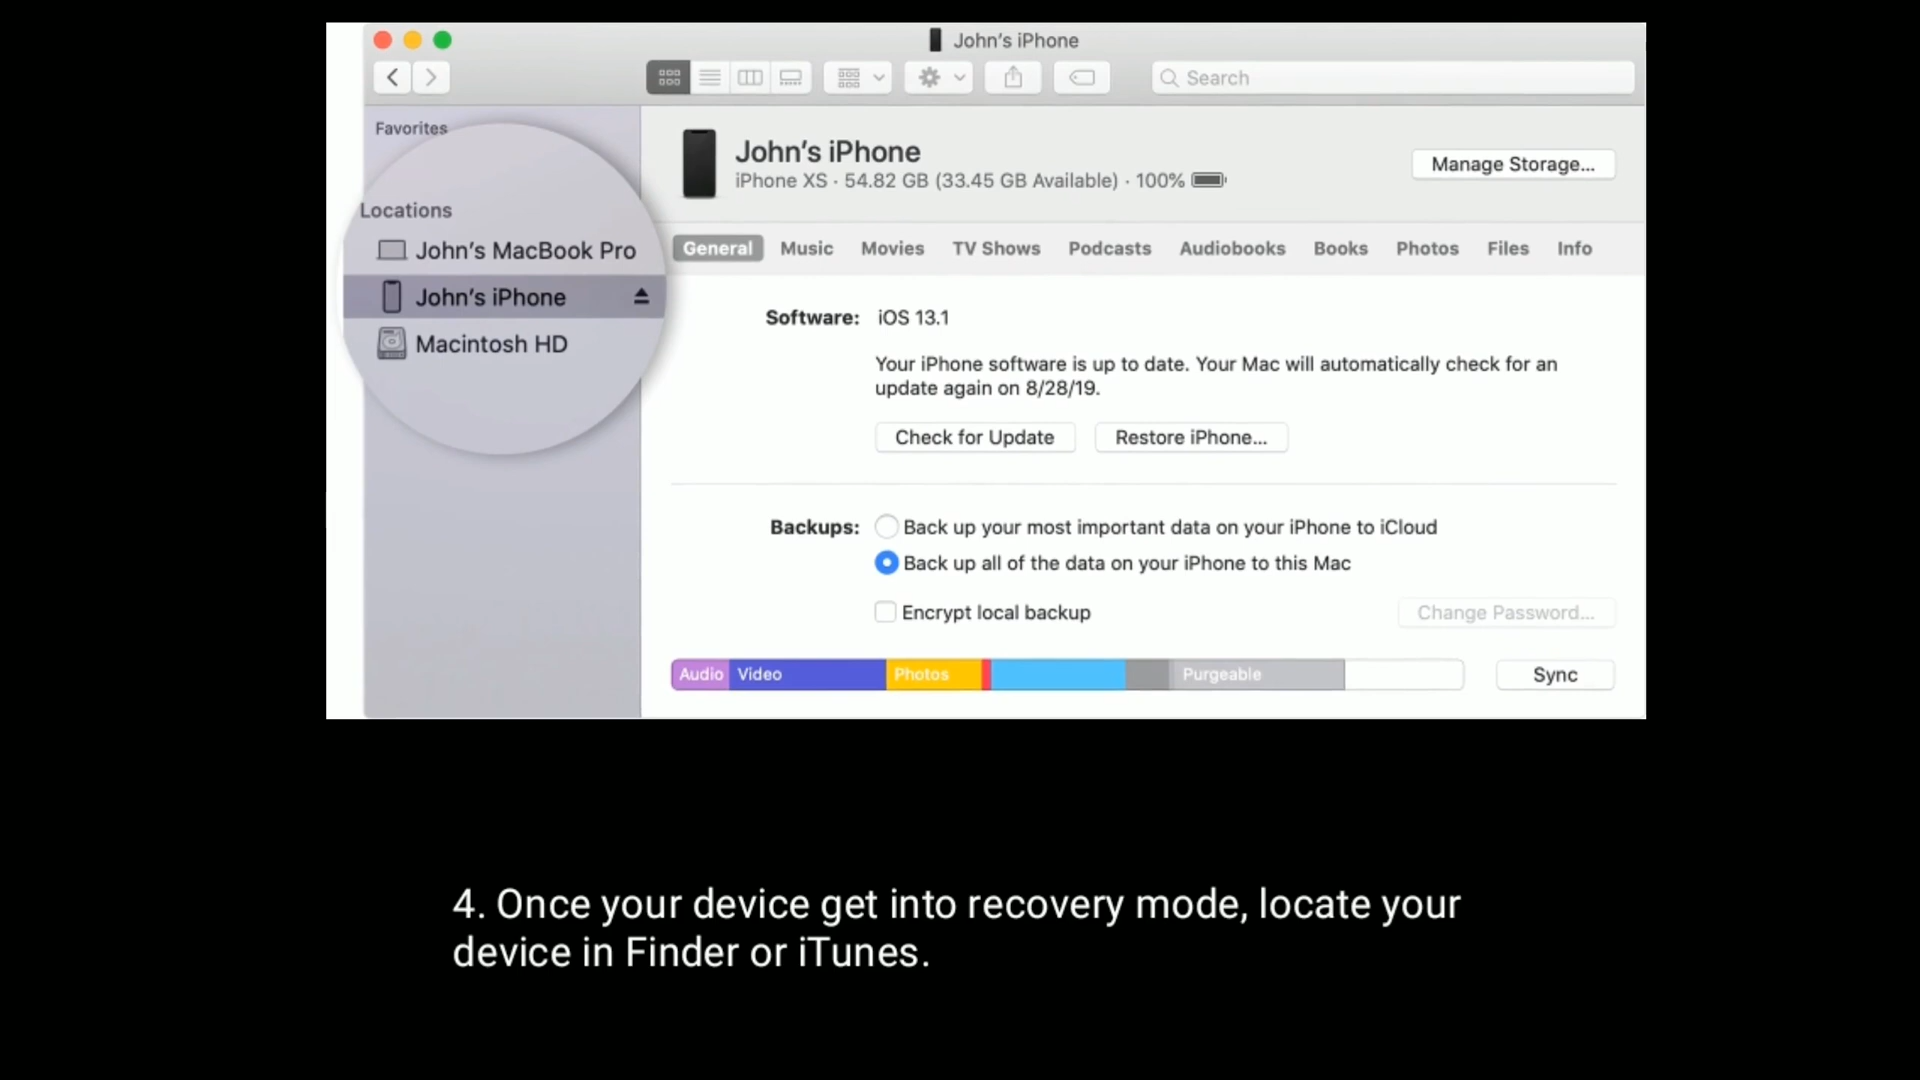 John's iPhone
Search
Favorites
Locations
John's MacBook Pro
John's iPhone
Macintosh HD
John's iPhone
iPhone XS · 54.82 GB (33.45 GB Available) · 100%
Manage Storage...
General Music Movies TV Shows Podcasts Audiobooks Books Photos Files Info
Software: iOS 13.1
Your iPhone software is up to date. Your Mac will automatically check for an
update again on 8/28/19.
Check for Update Restore iPhone...
Backups: Back up your most important data on your iPhone to iCloud
Back up all of the data on your iPhone to this Mac
Encrypt local backup Change Password...
Audio Video Photos Purgeable Sync
4. Once your device get into recovery mode, locate your
device in Finder or iTunes.